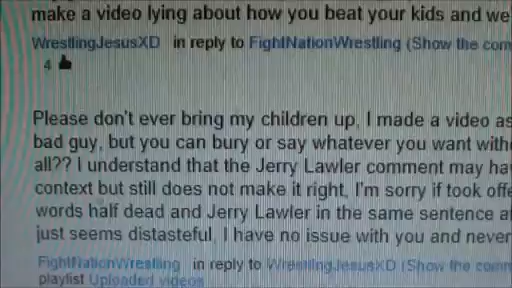 make a video lying about how you beat your kids and we
WrestlingJesusXD in reply to FightNationWrestling (Show the com
4
Please don't ever bring my children up, I made a video as
bad guy, but you can bury or say whatever you want with
all?? I understand that the Jerry Lawler comment may ha
context but still does not make it right, I'm sorry if took offe
words half dead and Jerry Lawler in the same sentence a
just seems distasteful, I have no issue with you and never
FightNationWrestling in reply to WrestlingJesusXD (Show the comm
playlist Uploaded videos